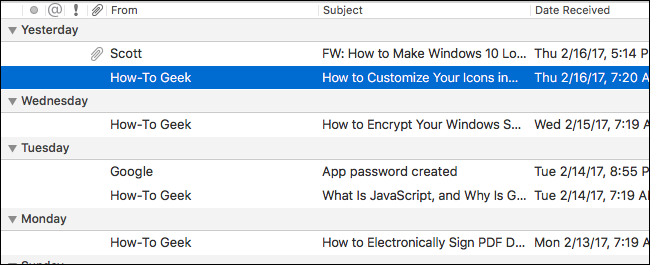 @ ! From Subject Date Received
Yesterday
Scott FW: How to Make Windows 10 Lo... Thu 2/16/17, 5:14 P
How-To Geek How to Customize Your Icons in... Thu 2/16/17, 7:20 A
Wednesday
How-To Geek How to Encrypt Your Windows S... Wed 2/15/17, 7:19 A
Tuesday
Google App password created Tue 2/14/17, 8:55 P
How-To Geek What Is JavaScript, and Why Is G... Tue 2/14/17, 7:19 A
Monday
How-To Geek How to Electronically Sign PDF D... Mon 2/13/17, 7:19 A